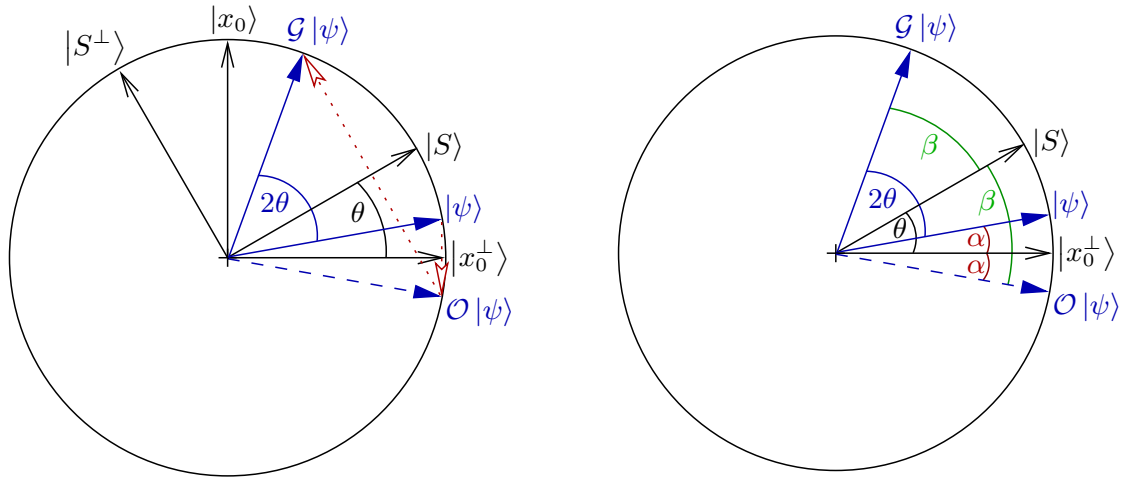 |x₀⟩
|S^⊥⟩
𝒢 |ψ⟩
|S⟩
2θ
θ
|ψ⟩
|x₀^⊥⟩
𝒪 |ψ⟩
𝒢 |ψ⟩
β
|S⟩
2θ
β
|ψ⟩
θ
α
|x₀^⊥⟩
α
𝒪 |ψ⟩